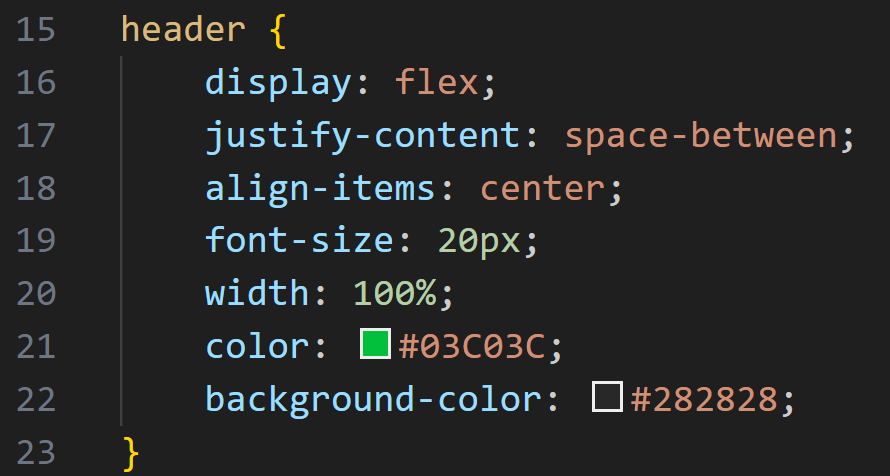 15 header {
16 display: flex;
17 justify-content: space-between;
18 align-items: center;
19 font-size: 20px;
20 width: 100%;
21 color: #03C03C;
22 background-color: #282828;
23 }